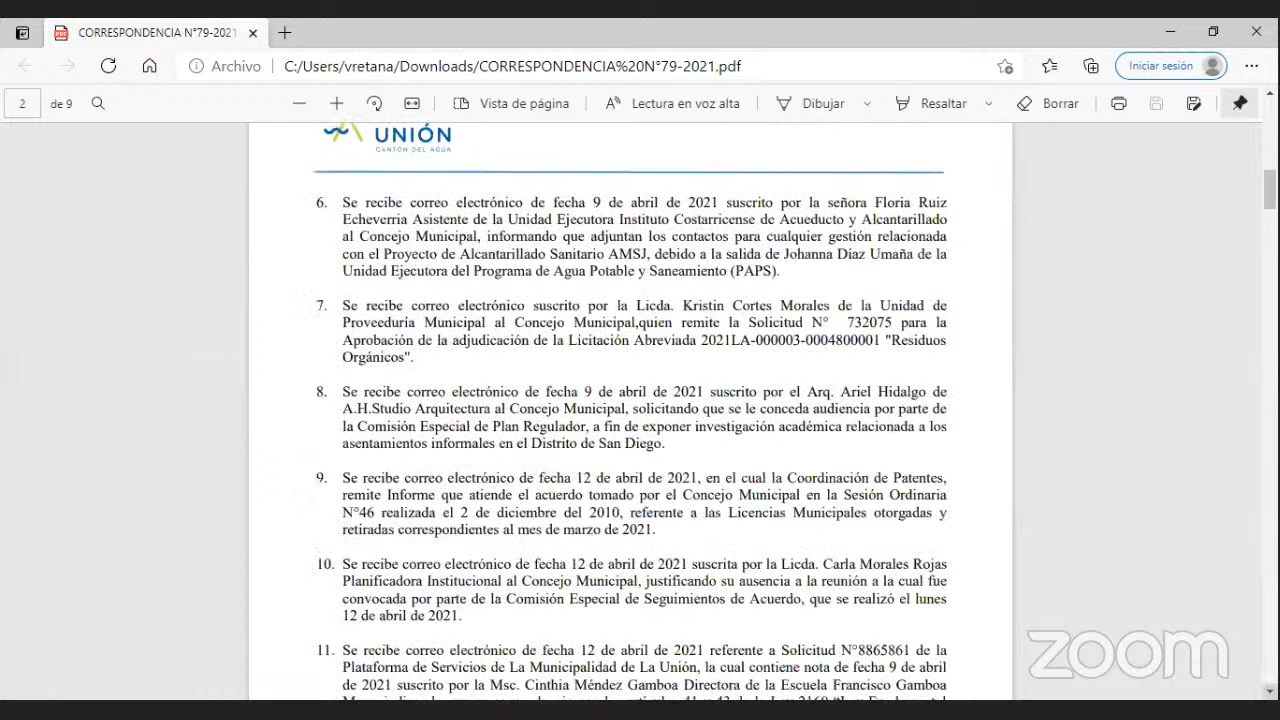 CORRESPONDENCIA N°79-2021
Archivo
C:/Users/vretana/Downloads/CORRESPONDENCIA%20N°79-2021.pdf
Iniciar sesión
2 de 9
Vista de página
Lectura en voz alta
Dibujar
Resaltar
Borrar
UNIÓN
CANTÓN DEL AGUA
6. Se recibe correo electrónico de fecha 9 de abril de 2021 suscrito por la señora Floria Ruiz
Echeverria Asistente de la Unidad Ejecutora Instituto Costarricense de Acueducto y Alcantarillado
al Concejo Municipal, informando que adjuntan los contactos para cualquier gestión relacionada
con el Proyecto de Alcantarillado Sanitario AMSJ, debido a la salida de Johanna Díaz Umaña de la
Unidad Ejecutora del Programa de Agua Potable y Saneamiento (PAPS).
7. Se recibe correo electrónico suscrito por la Licda. Kristin Cortes Morales de la Unidad de
Proveeduría Municipal al Concejo Municipal,quien remite la Solicitud N° 732075 para la
Aprobación de la adjudicación de la Licitación Abreviada 2021LA-000003-0004800001 "Residuos
Orgánicos".
8. Se recibe correo electrónico de fecha 9 de abril de 2021 suscrito por el Arq. Ariel Hidalgo de
A.H.Studio Arquitectura al Concejo Municipal, solicitando que se le conceda audiencia por parte de
la Comisión Especial de Plan Regulador, a fin de exponer investigación académica relacionada a los
asentamientos informales en el Distrito de San Diego.
9. Se recibe correo electrónico de fecha 12 de abril de 2021, en el cual la Coordinación de Patentes,
remite Informe que atiende el acuerdo tomado por el Concejo Municipal en la Sesión Ordinaria
N°46 realizada el 2 de diciembre del 2010, referente a las Licencias Municipales otorgadas y
retiradas correspondientes al mes de marzo de 2021.
10. Se recibe correo electrónico de fecha 12 de abril de 2021 suscrita por la Licda. Carla Morales Rojas
Planificadora Institucional al Concejo Municipal, justificando su ausencia a la reunión a la cual fue
convocada por parte de la Comisión Especial de Seguimientos de Acuerdo, que se realizó el lunes
12 de abril de 2021.
11. Se recibe correo electrónico de fecha 12 de abril de 2021 referente a Solicitud N°8865861 de la
Plataforma de Servicios de La Municipalidad de La Unión, la cual contiene nota de fecha 9 de abril
de 2021 suscrito por la Msc. Cinthia Méndez Gamboa Directora de la Escuela Francisco Gamboa
zoom